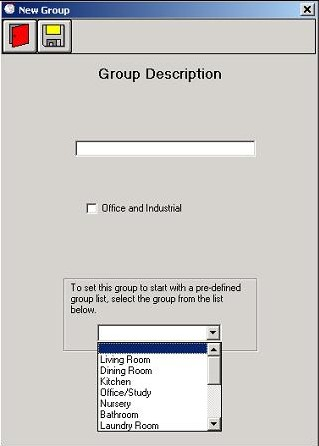 New Group
Group Description
Office and Industrial
To set this group to start with a pre-defined
group list, select the group from the list
below.
Living Room
Dining Room
Kitchen
Office/Study
Nursery
Bathroom
Laundry Room